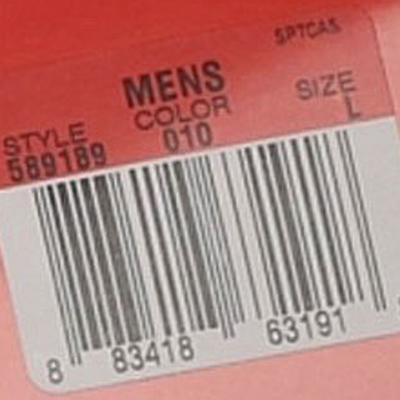 SPTCAS
MENS
STYLE COLOR SIZE
589189 010 L
8 83418 63191